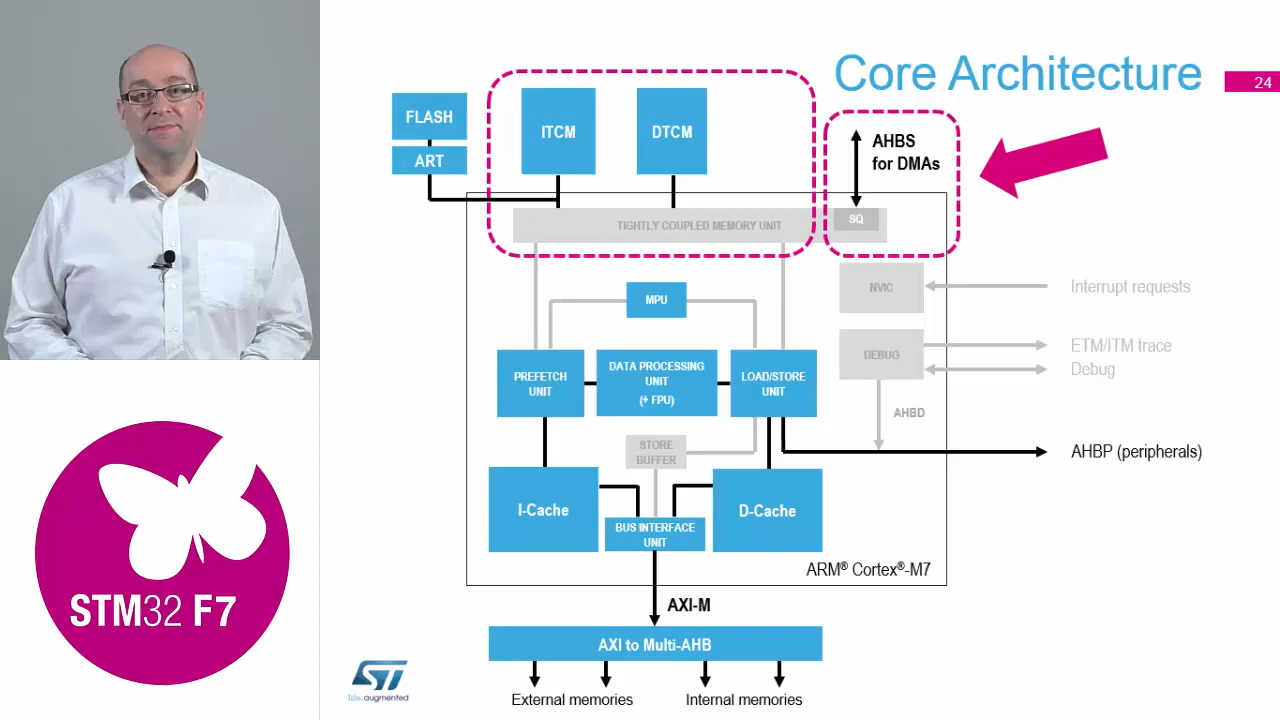 Core Architecture
24
FLASH
ART
ITCM
DTCM
AHBS
for DMAs
TIGHTLY COUPLED MEMORY UNIT
SQ
NVIC
Interrupt requests
MPU
DEBUG
ETM/ITM trace
Debug
PREFETCH
UNIT
DATA PROCESSING
UNIT
(+ FPU)
LOAD/STORE
UNIT
AHBD
STORE
BUFFER
AHBP (peripherals)
I-Cache
BUS INTERFACE
UNIT
D-Cache
ARM® Cortex®-M7
AXI-M
AXI to Multi-AHB
External memories
Internal memories
STM32 F7
ST
life.augmented